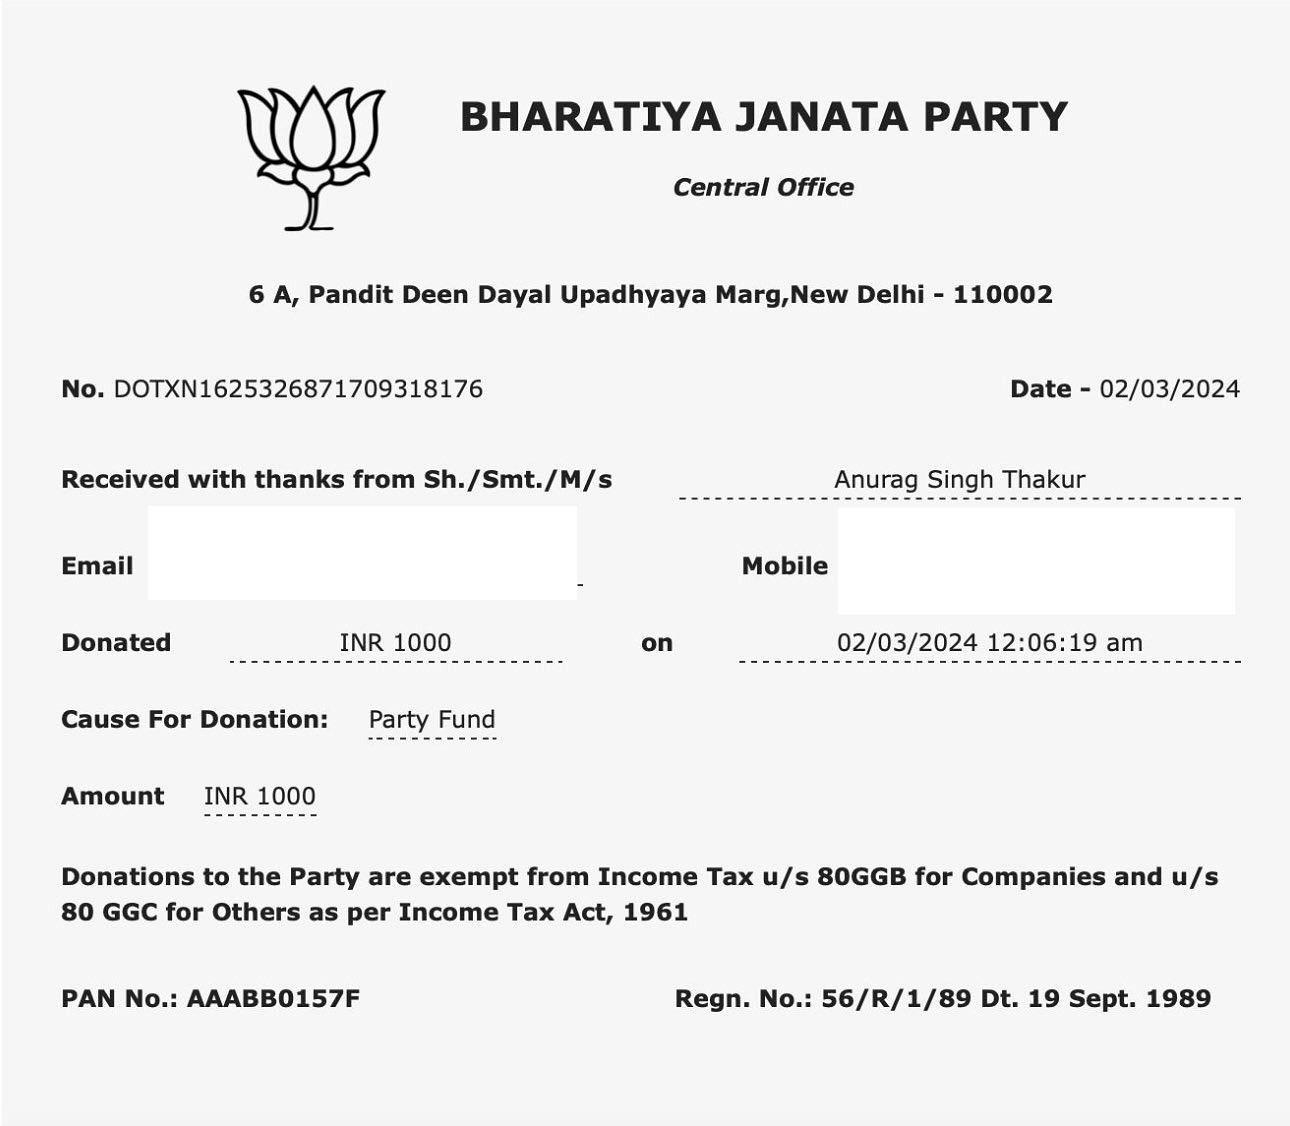 BHARATIYA JANATA PARTY
Central Office
6 A, Pandit Deen Dayal Upadhyaya Marg,New Delhi - 110002
No. DOTXN1625326871709318176 Date - 02/03/2024
Received with thanks from Sh./Smt./M/s Anurag Singh Thakur
Email Mobile
Donated INR 1000 on 02/03/2024 12:06:19 am
Cause For Donation: Party Fund
Amount INR 1000
Donations to the Party are exempt from Income Tax u/s 80GGB for Companies and u/s
80 GGC for Others as per Income Tax Act, 1961
PAN No.: AAABB0157F Regn. No.: 56/R/1/89 Dt. 19 Sept. 1989